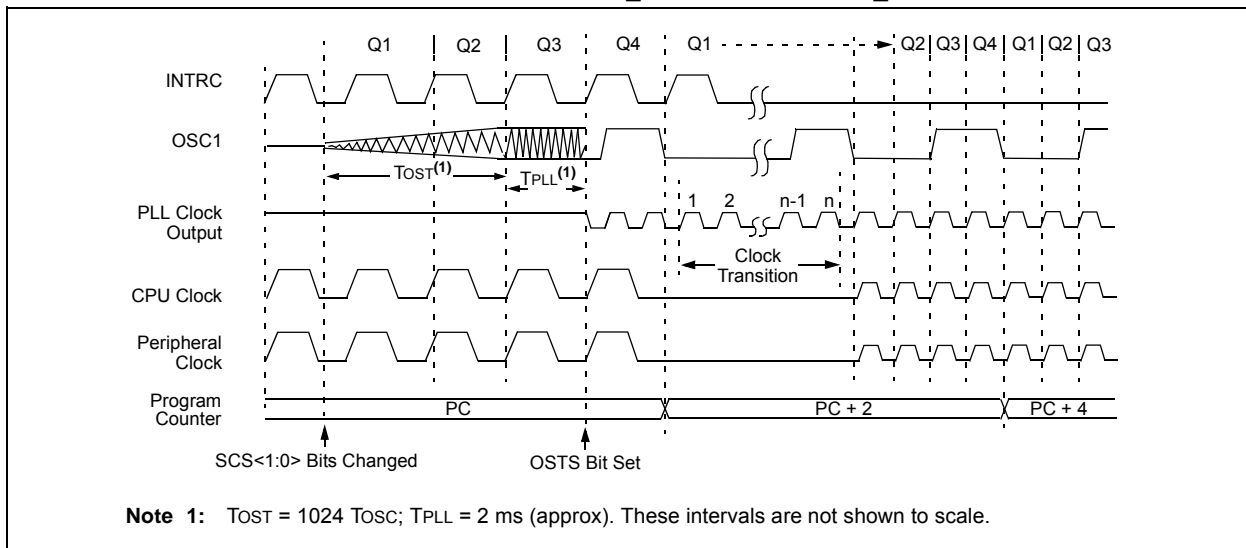 Q1 Q2 Q3 Q4 Q1 Q2 Q3 Q4 Q1 Q2 Q3
INTRC
OSC1
TOST(1)
TPLL(1)
1 2 n-1 n
PLL Clock
Output
Clock
Transition
CPU Clock
Peripheral
Clock
Program
Counter
PC PC + 2 PC + 4
SCS<1:0> Bits Changed OSTS Bit Set
Note 1: TOST = 1024 TOSC; TPLL = 2 ms (approx). These intervals are not shown to scale.